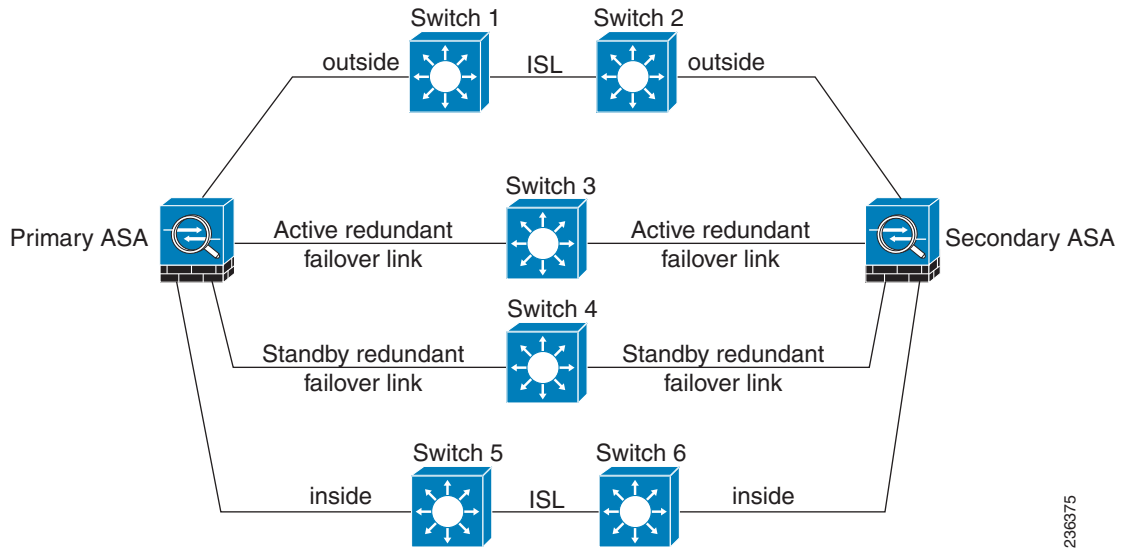 Switch 1
Switch 2
outside
ISL
outside
Switch 3
Primary ASA
Active redundant
failover link
Active redundant
failover link
Secondary ASA
Switch 4
Standby redundant
failover link
Standby redundant
failover link
Switch 5
Switch 6
inside
ISL
inside
236375